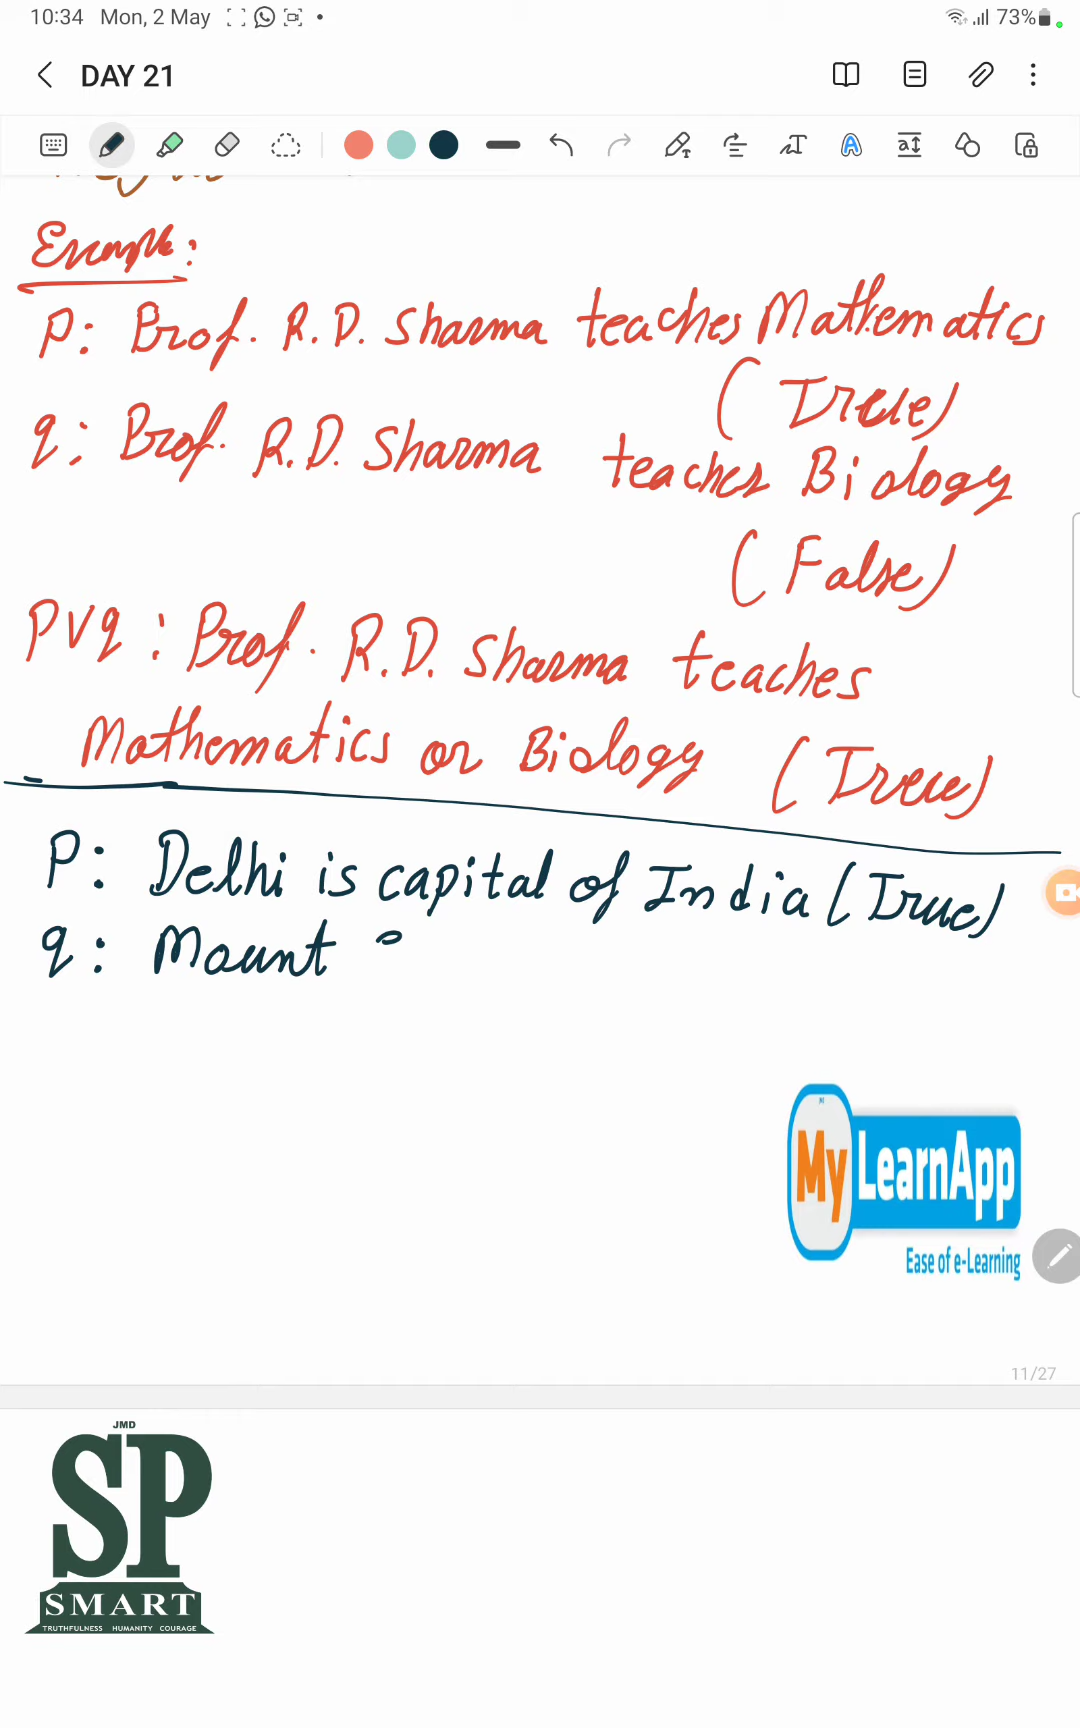 10:34 Mon, 2 May 73%
DAY 21
Example:
P: Prof. R.D. Sharma teaches Mathematics
(True)
q: Prof. R.D. Sharma teaches Biology
(False)
P∨q : Prof. R.D. Sharma teaches
Mathematics or Biology (True)
P: Delhi is capital of India (True)
q: Mount
My LearnApp
Ease of e-Learning
11/27
JMD
SP
SMART
TRUTHFULNESS HUMANITY COURAGE